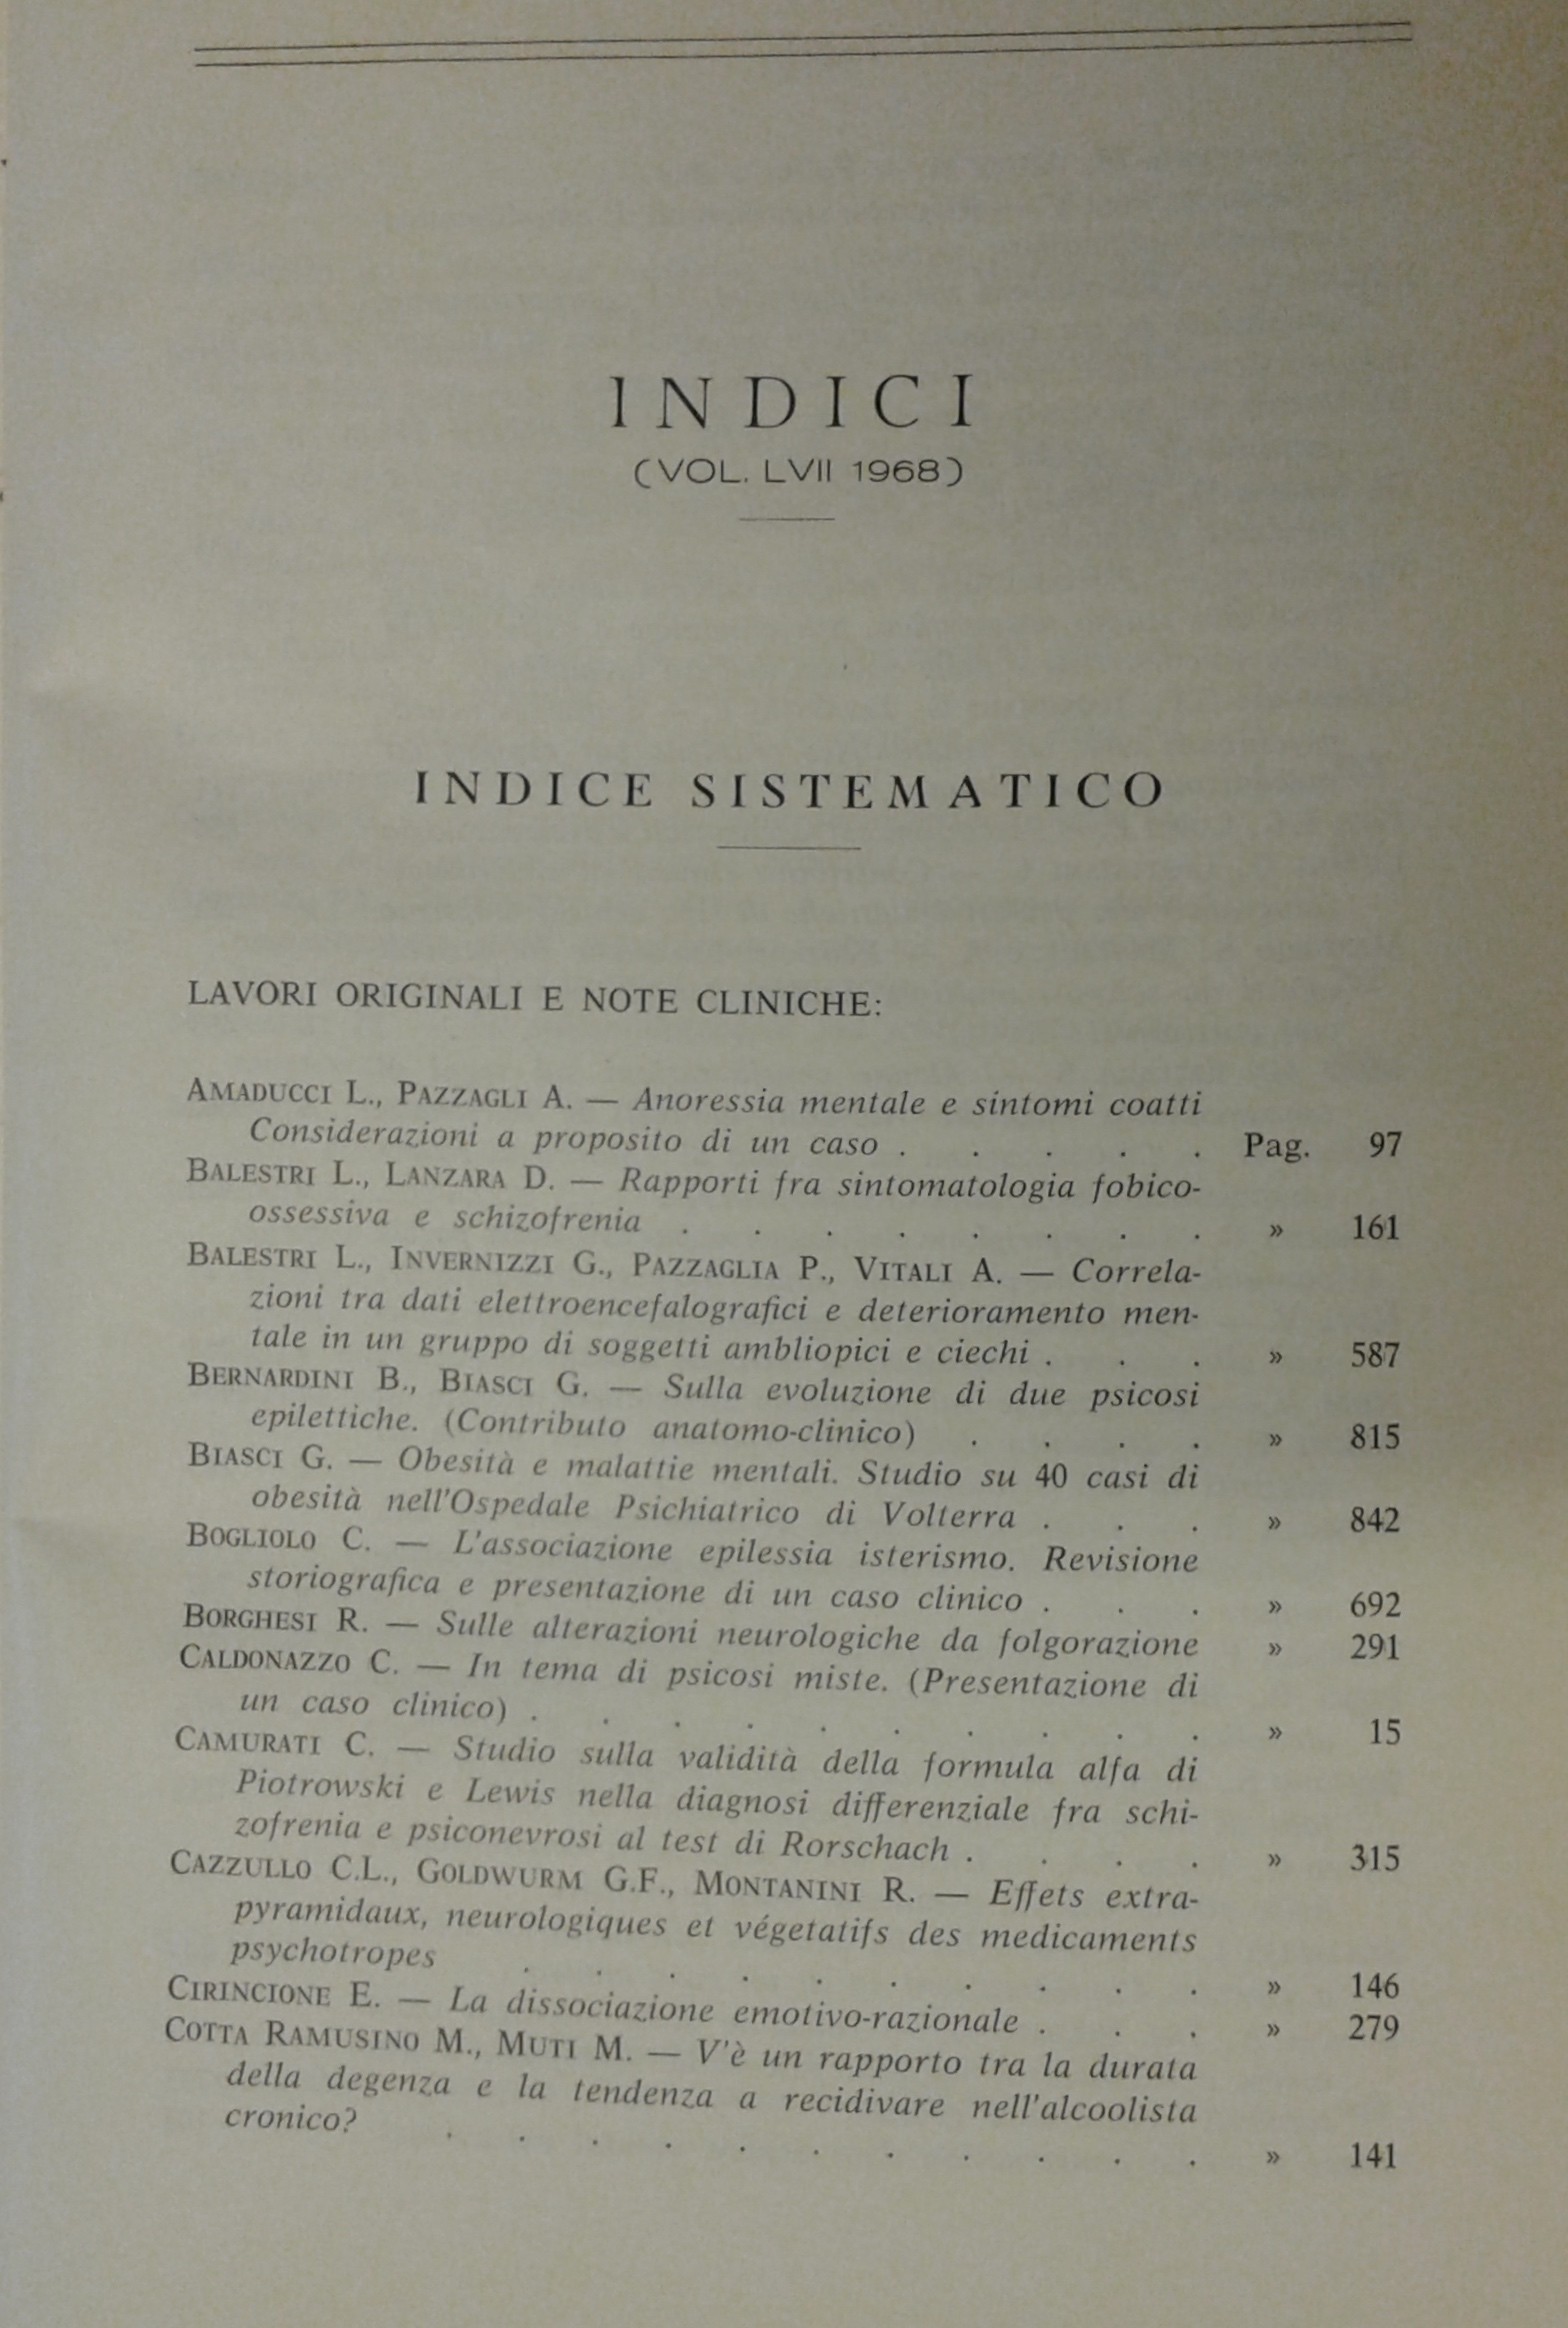 INDICI
(VOL. LVII 1968)
INDICE SISTEMATICO
LAVORI ORIGINALI E NOTE CLINICHE:
AMADUCCI L., PAZZAGLI A. — Anoressia mentale e sintomi coatti
Considerazioni a proposito di un caso . . . . . Pag. 97
BALESTRI L., LANZARA D. — Rapporti fra sintomatologia fobico-
ossessiva e schizofrenia . . . . . . . . » 161
BALESTRI L., INVERNIZZI G., PAZZAGLIA P., VITALI A. — Correla-
zioni tra dati elettroencefalografici e deterioramento men-
tale in un gruppo di soggetti ambliopici e ciechi . . . » 587
BERNARDINI B., BIASCI G. — Sulla evoluzione di due psicosi
epilettiche. (Contributo anatomo-clinico) . . . . » 815
BIASCI G. — Obesità e malattie mentali. Studio su 40 casi di
obesità nell'Ospedale Psichiatrico di Volterra . . . » 842
BOGLIOLO C. — L'associazione epilessia isterismo. Revisione
storiografica e presentazione di un caso clinico . . . » 692
BORGHESI R. — Sulle alterazioni neurologiche da folgorazione » 291
CALDONAZZO C. — In tema di psicosi miste. (Presentazione di
un caso clinico) . . . . . . . . . . » 15
CAMURATI C. — Studio sulla validità della formula alfa di
Piotrowski e Lewis nella diagnosi differenziale fra schi-
zofrenia e psiconevrosi al test di Rorschach . . . . » 315
CAZZULLO C.L., GOLDWURM G.F., MONTANINI R. — Effets extra-
pyramidaux, neurologiques et végetatifs des medicaments
psychotropes . . . . . . . . . . » 146
CIRINCIONE E. — La dissociazione emotivo-razionale . . . » 279
COTTA RAMUSINO M., MUTI M. — V'è un rapporto tra la durata
della degenza e la tendenza a recidivare nell'alcoolista
cronico? . . . . . . . . . . . » 141